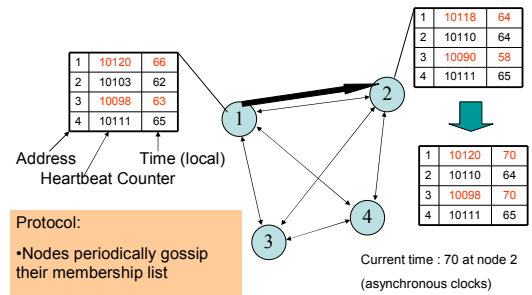 1 10120 66
2 10103 62
3 10098 63
4 10111 65
Address
Heartbeat Counter
Time (local)
1 10118 64
2 10110 64
3 10090 58
4 10111 65
1
2
3
4
1 10120 70
2 10110 64
3 10098 70
4 10111 65
Protocol:
•Nodes periodically gossip
their membership list
Current time : 70 at node 2
(asynchronous clocks)